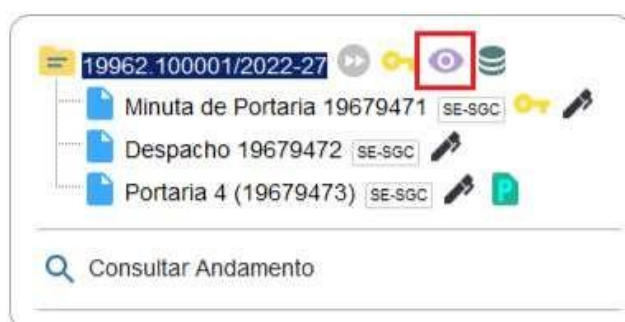 19962.100001/2022-27
Minuta de Portaria 19679471 SE-SGC
Despacho 19679472 SE-SGC
Portaria 4 (19679473) SE-SGC P
Consultar Andamento